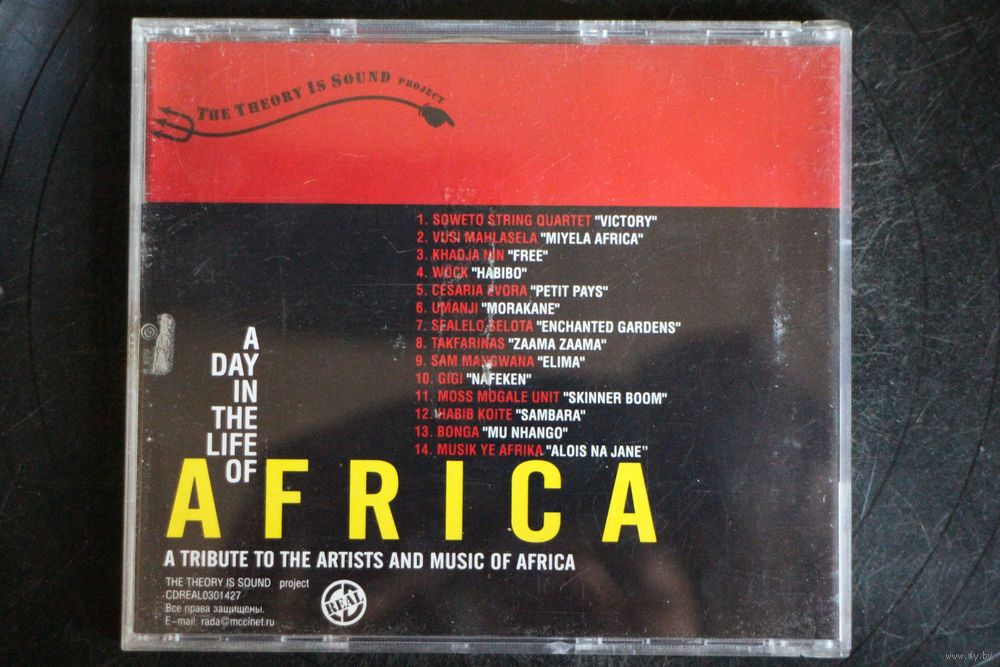 THE THEORY IS SOUND PROJECT
1. SOWETO STRING QUARTET "VICTORY"
2. VUSI MAHLASELA "MIYELA AFRICA"
3. KHADJA NIN "FREE"
4. WOCK "HABIBO"
5. CESARIA EVORA "PETIT PAYS"
6. UMANJI "MORAKANE"
7. SEALELO SELOTA "ENCHANTED GARDENS"
8. TAKFARINAS "ZAAMA ZAAMA"
9. SAM MANGWANA "ELIMA"
10. GIGI "NAFEKEN"
11. MOSS MOGALE UNIT "SKINNER BOOM"
12. HABIB KOITE "SAMBARA"
13. BONGA "MU NHANGO"
14. MUSIK YE AFRIKA "ALOIS NA JANE"
A
DAY
IN
THE
LIFE
OF
AFRICA
A TRIBUTE TO THE ARTISTS AND MUSIC OF AFRICA
THE THEORY IS SOUND project
CDREAL0301427
Все права защищены.
E-mail: rada@mccinet.ru
REAL
www.ay.by